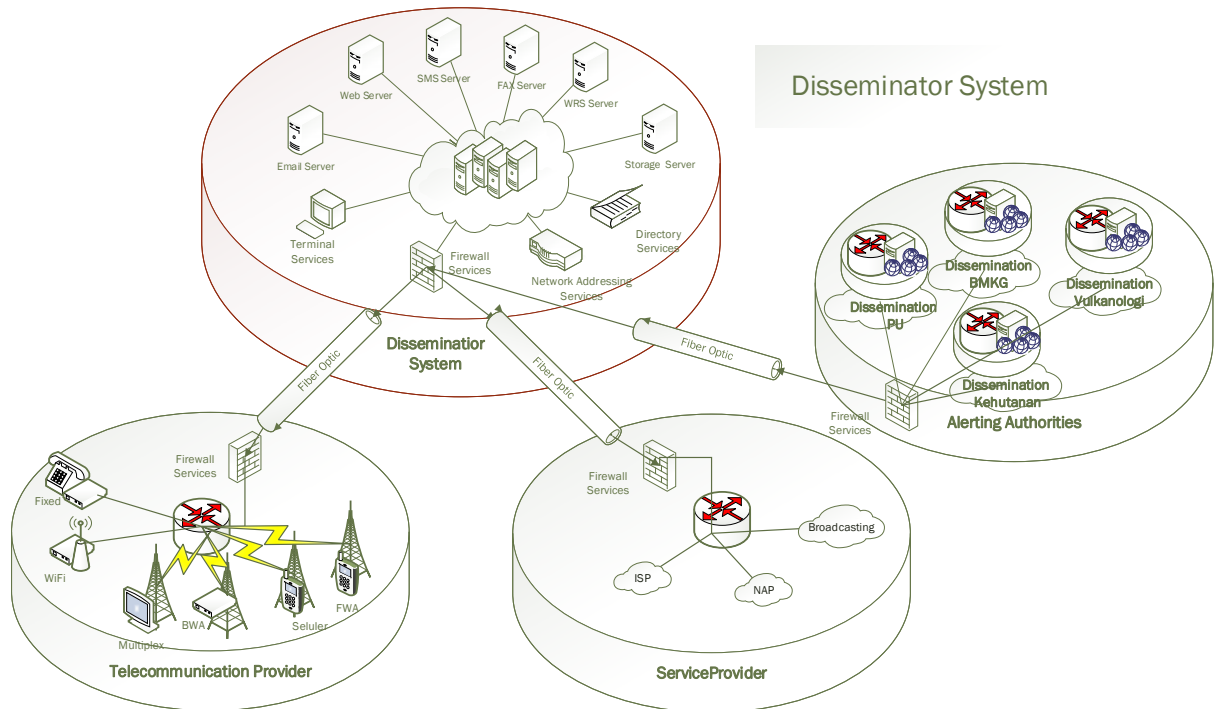 Disseminator System
SMS Server
FAX Server
Web Server
WRS Server
Email Server
Storage Server
Terminal
Services
Firewall
Services
Directory
Services
Network Addressing
Services
Disseminatior
System
Fiber Optic
Fiber Optic
Fiber Optic
Dissemination
BMKG
Dissemination
Vulkanologi
Dissemination
PU
Dissemination
Kehutanan
Firewall
Services
Alerting Authorities
Firewall
Services
Fixed
WiFi
Multiplex
BWA
Seluler
FWA
Telecommunication Provider
Firewall
Services
Broadcasting
ISP
NAP
ServiceProvider